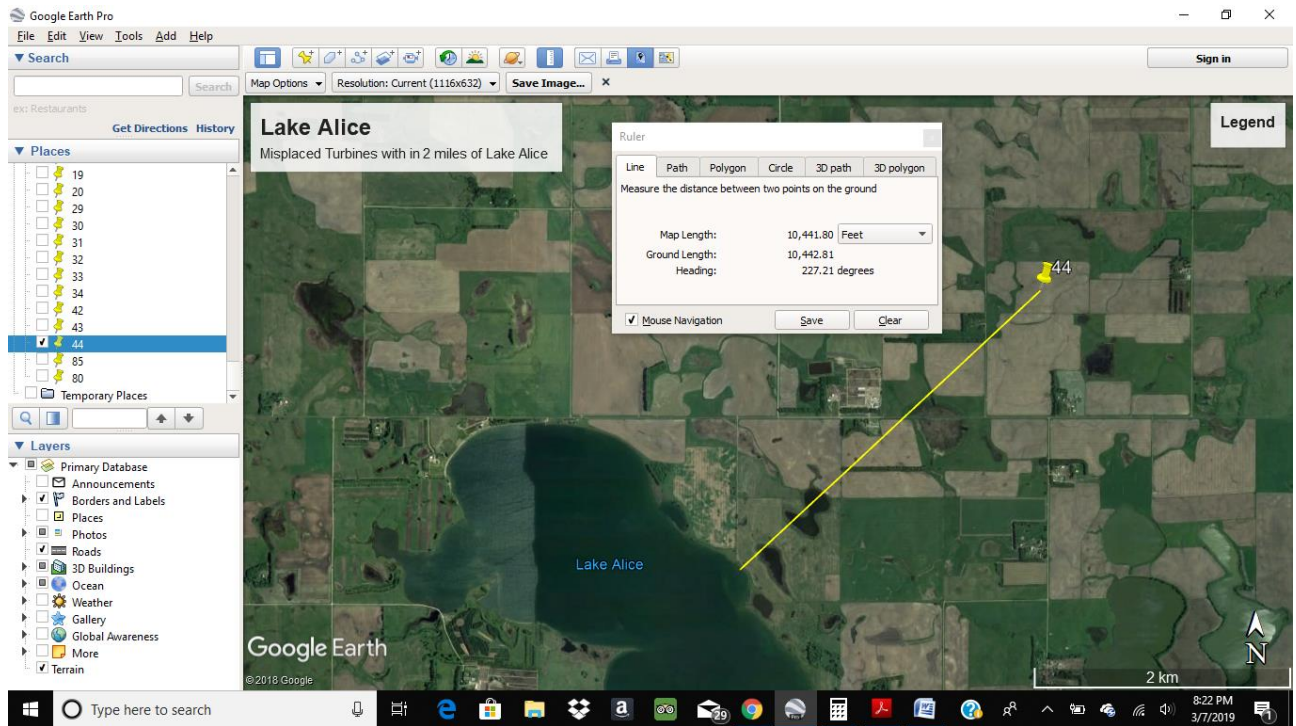 Google Earth Pro
File Edit View Tools Add Help
Search
Search
ex: Restaurants
Get Directions History
Places
19
20
29
30
31
32
33
34
42
43
44
85
80
Temporary Places
Layers
Primary Database
Announcements
Borders and Labels
Places
Photos
Roads
3D Buildings
Ocean
Weather
Gallery
Global Awareness
More
Terrain
Sign in
Map Options Resolution: Current (1116x632) Save Image...
Lake Alice
Misplaced Turbines with in 2 miles of Lake Alice
Legend
Ruler
Line Path Polygon Circle 3D path 3D polygon
Measure the distance between two points on the ground
Map Length: 10,441.80 Feet
Ground Length: 10,442.81
Heading: 227.21 degrees
Mouse Navigation Save Clear
44
Lake Alice
Google Earth
© 2018 Google
N
2 km
Type here to search
29
8:22 PM
3/7/2019
1